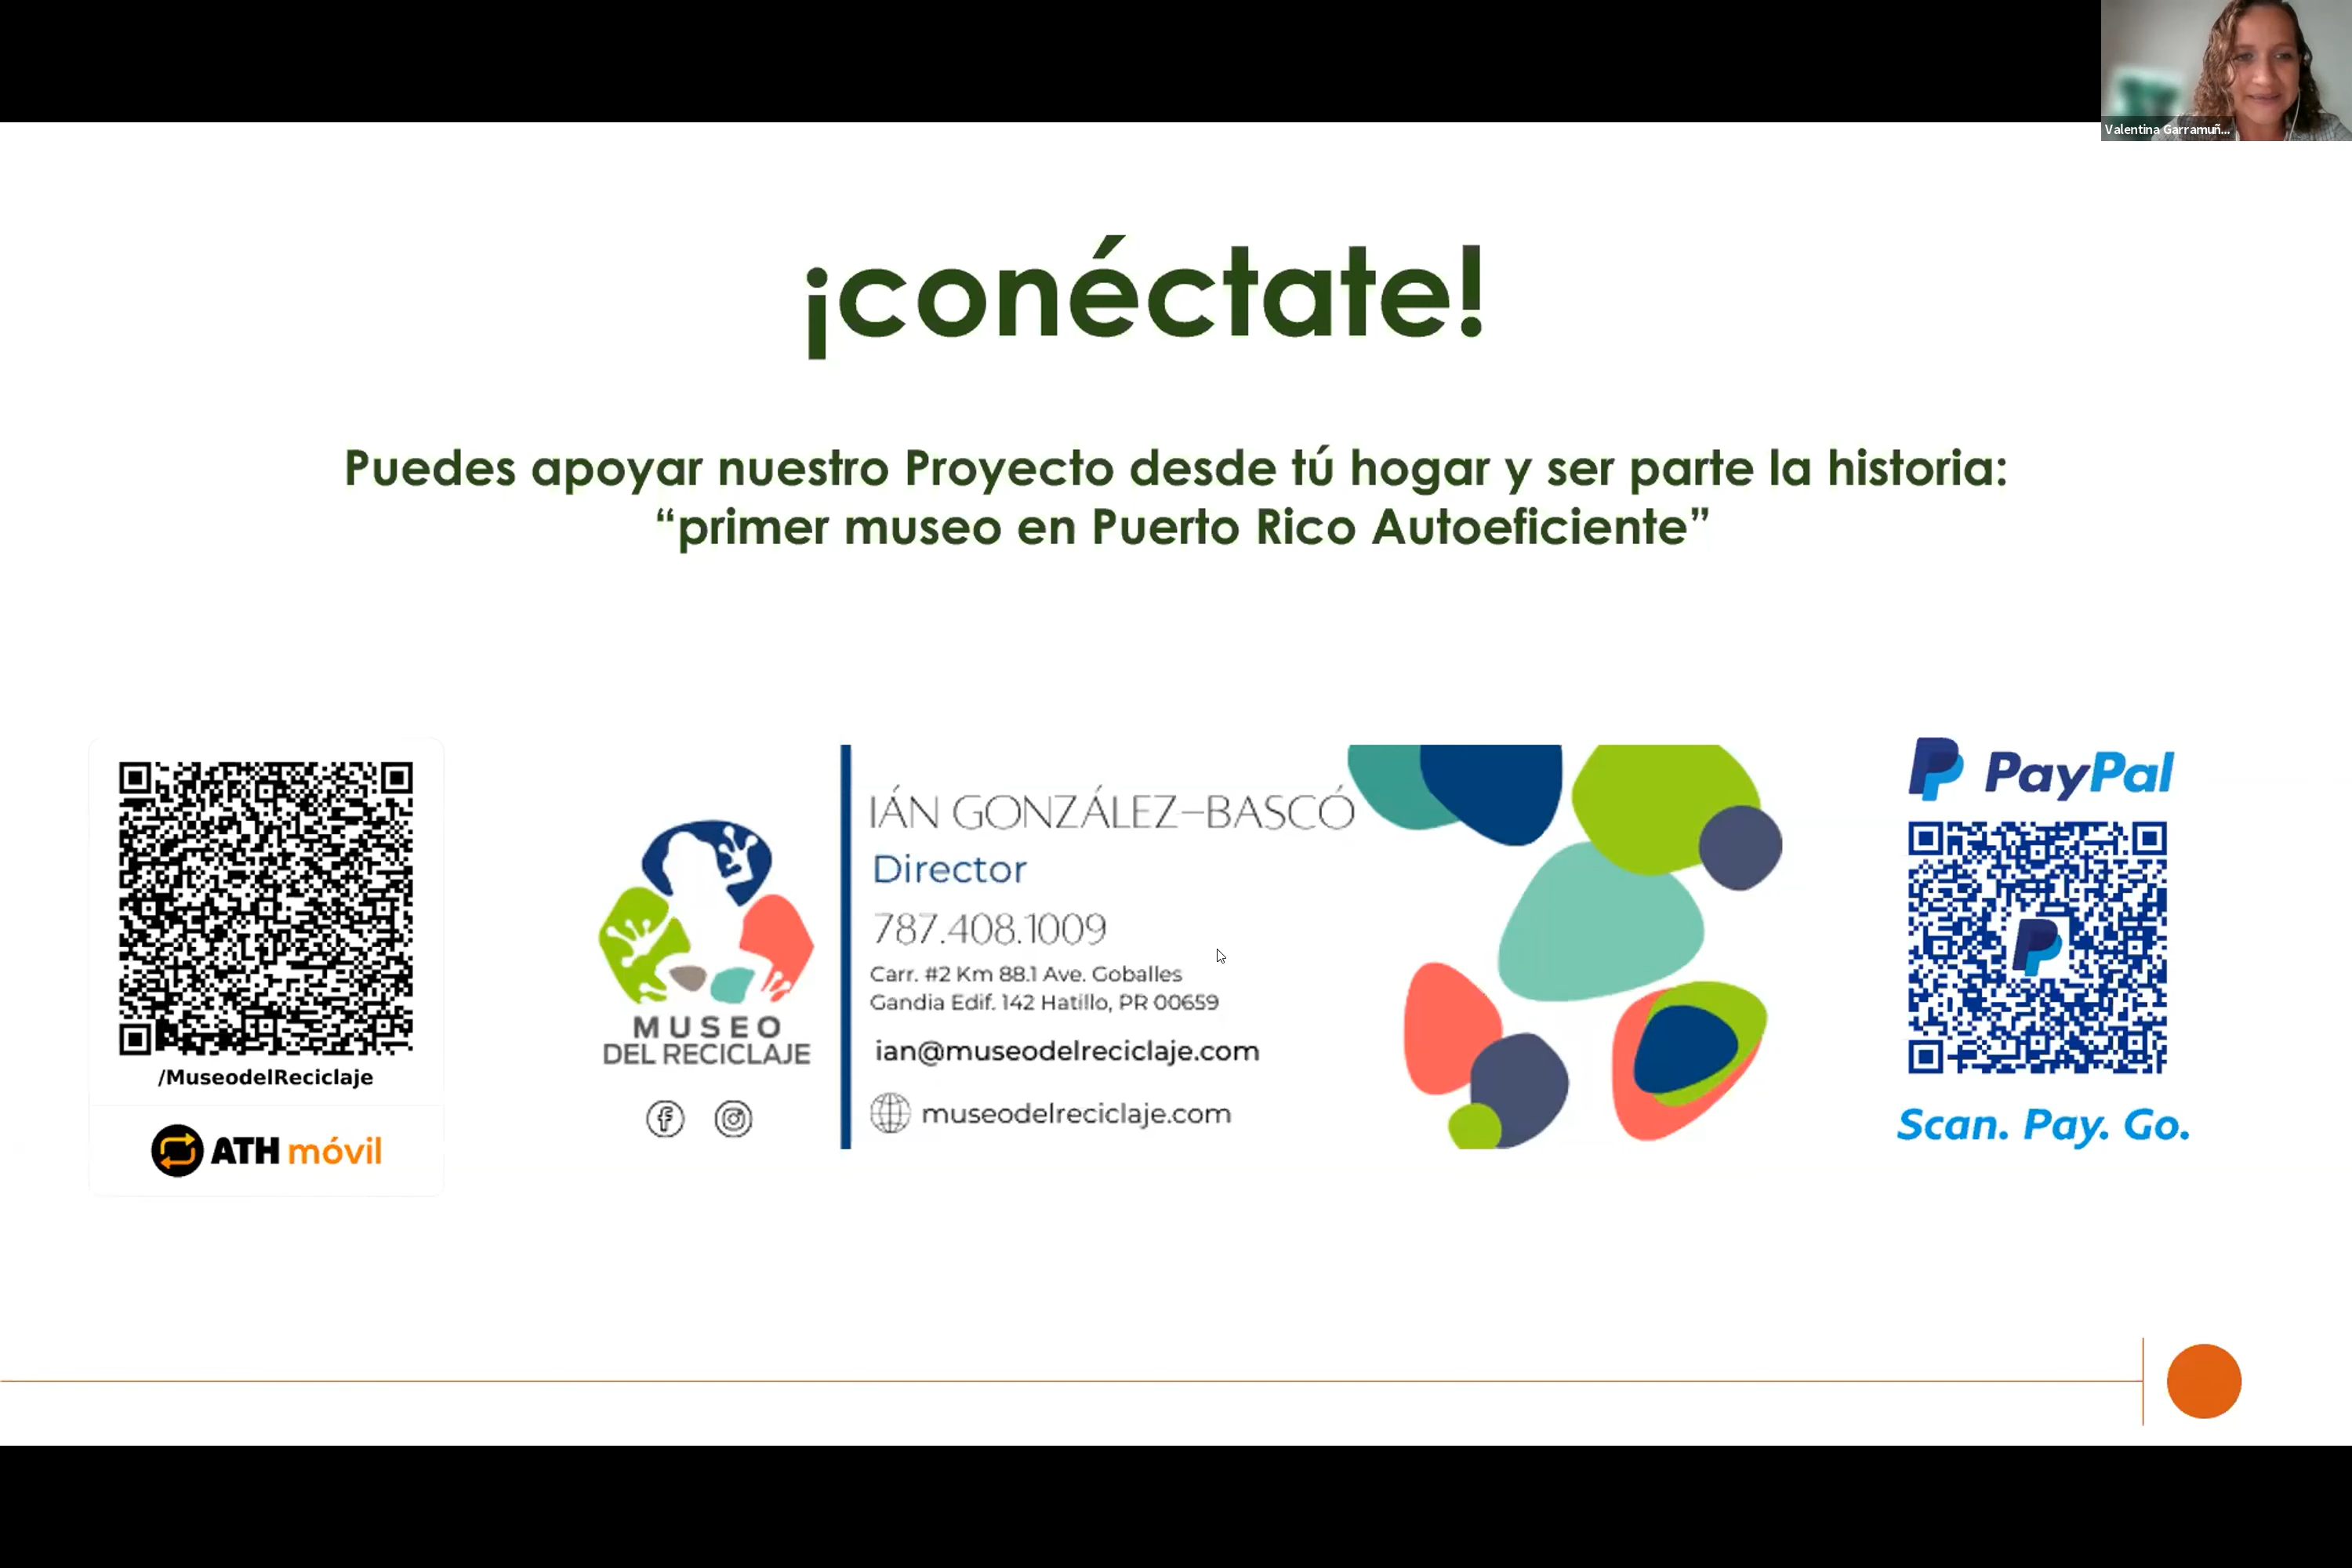 Valentina Garramuñ...
¡conéctate!
Puedes apoyar nuestro Proyecto desde tú hogar y ser parte la historia:
“primer museo en Puerto Rico Autoeficiente”
/MuseodelReciclaje
ATH móvil
MUSEO
DEL RECICLAJE
IÁN GONZÁLEZ–BASCÓ
Director
787.408.1009
Carr. #2 Km 88.1 Ave. Goballes
Gandia Edif. 142 Hatillo, PR 00659
ian@museodelreciclaje.com
museodelreciclaje.com
PayPal
Scan. Pay. Go.